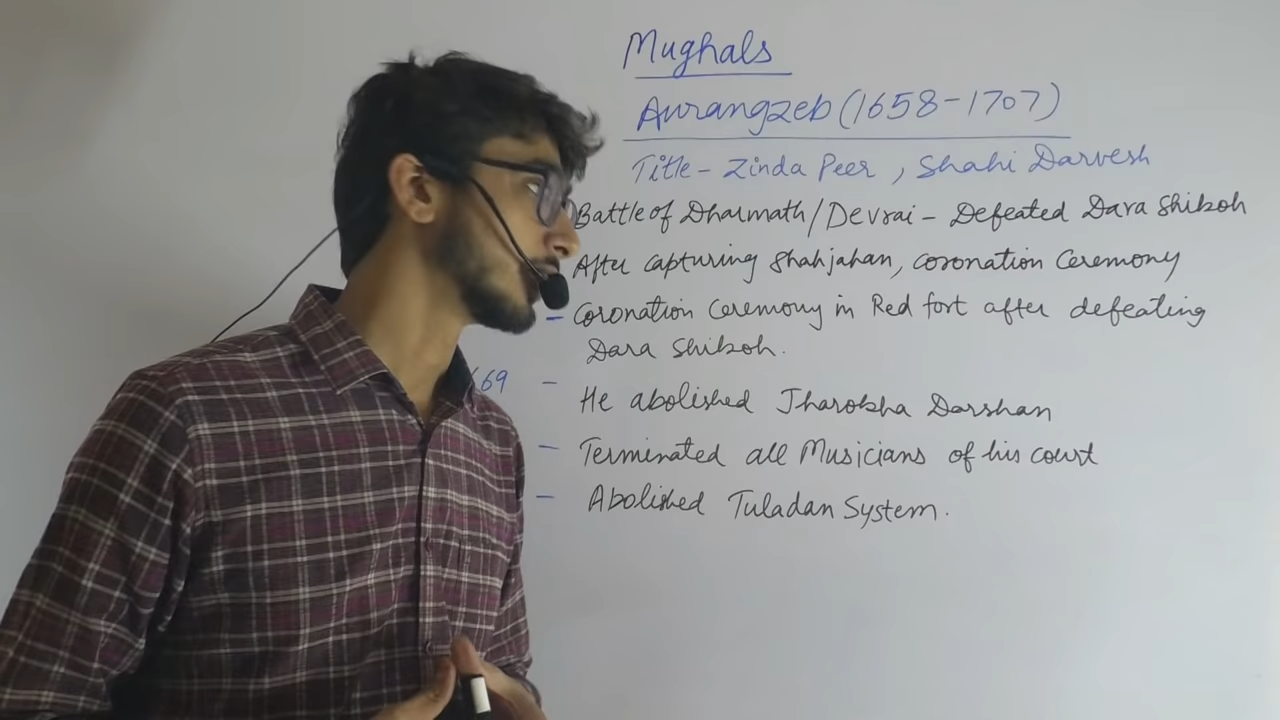 Mughals
Aurangzeb (1658-1707)
Title - Zinda Peer , Shahi Darvesh
Battle of Dharmath/Devrai - Defeated Dara Shikoh
After capturing Shahjahan, coronation Ceremony
- Coronation Ceremony in Red fort after defeating
Dara Shikoh.
69 - He abolished Jharokha Darshan
- Terminated all Musicians of his court
- Abolished Tuladan System.